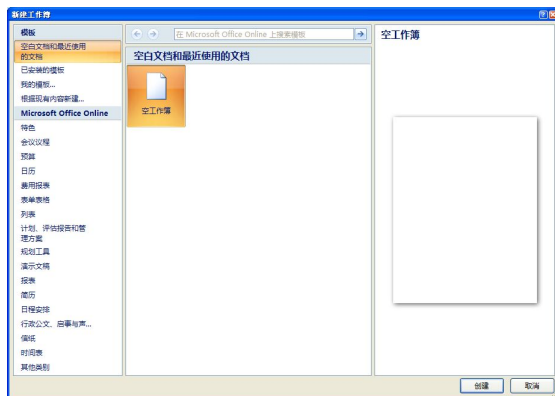 新建工作簿
模板
空白文档和最近使用
的文档
已安装的模板
我的模板...
根据现有内容新建...
Microsoft Office Online
特色
会议议程
预算
日历
费用报表
表单表格
列表
计划、评估报告和管
理方案
规划工具
演示文稿
报表
简历
日程安排
行政公文、启事与声...
信纸
时间表
其他类别
在 Microsoft Office Online 上搜索模板
空白文档和最近使用的文档
空工作簿
空工作簿
创建
取消